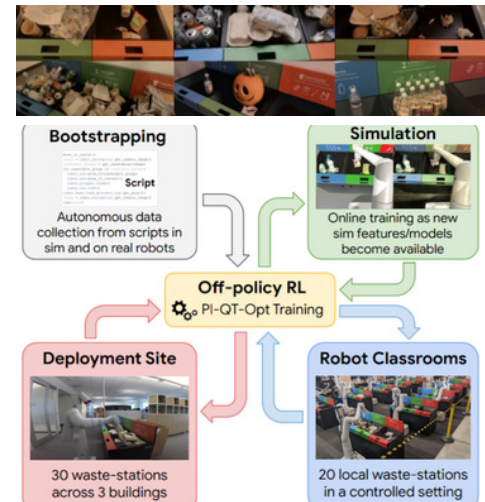 Bootstrapping
Script
Autonomous data
collection from scripts in
sim and on real robots
Simulation
Online training as new
sim features/models
become available
Off-policy RL
PI-QT-Opt Training
Deployment Site
30 waste-stations
across 3 buildings
Robot Classrooms
20 local waste-stations
in a controlled setting